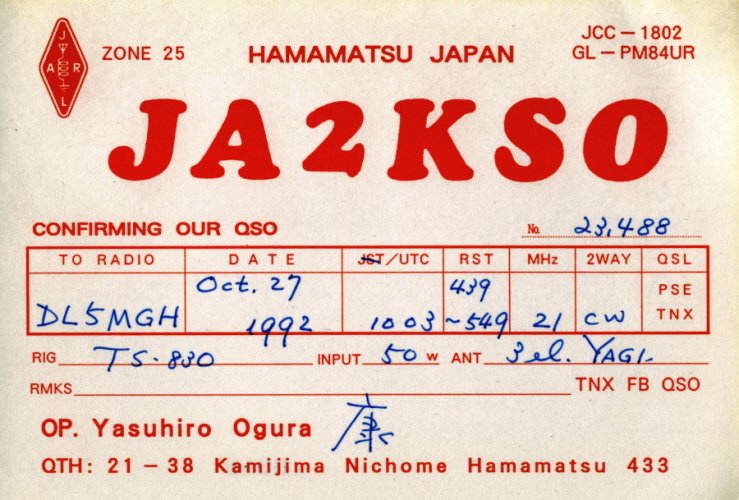 J A R L ZONE 25 HAMAMATSU JAPAN JCC — 1802
GL — PM84UR
JA2KSO
CONFIRMING OUR QSO No. 23,488
TO RADIO DATE JST/UTC RST MHz 2WAY QSL
Oct. 27 439 PSE
DL5MGH 1992 1003 ~549 21 CW TNX
RIG TS-830 INPUT 50 W ANT 3 el. YAGI
RMKS TNX FB QSO
OP. Yasuhiro Ogura 康
QTH: 21 — 38 Kamijima Nichome Hamamatsu 433